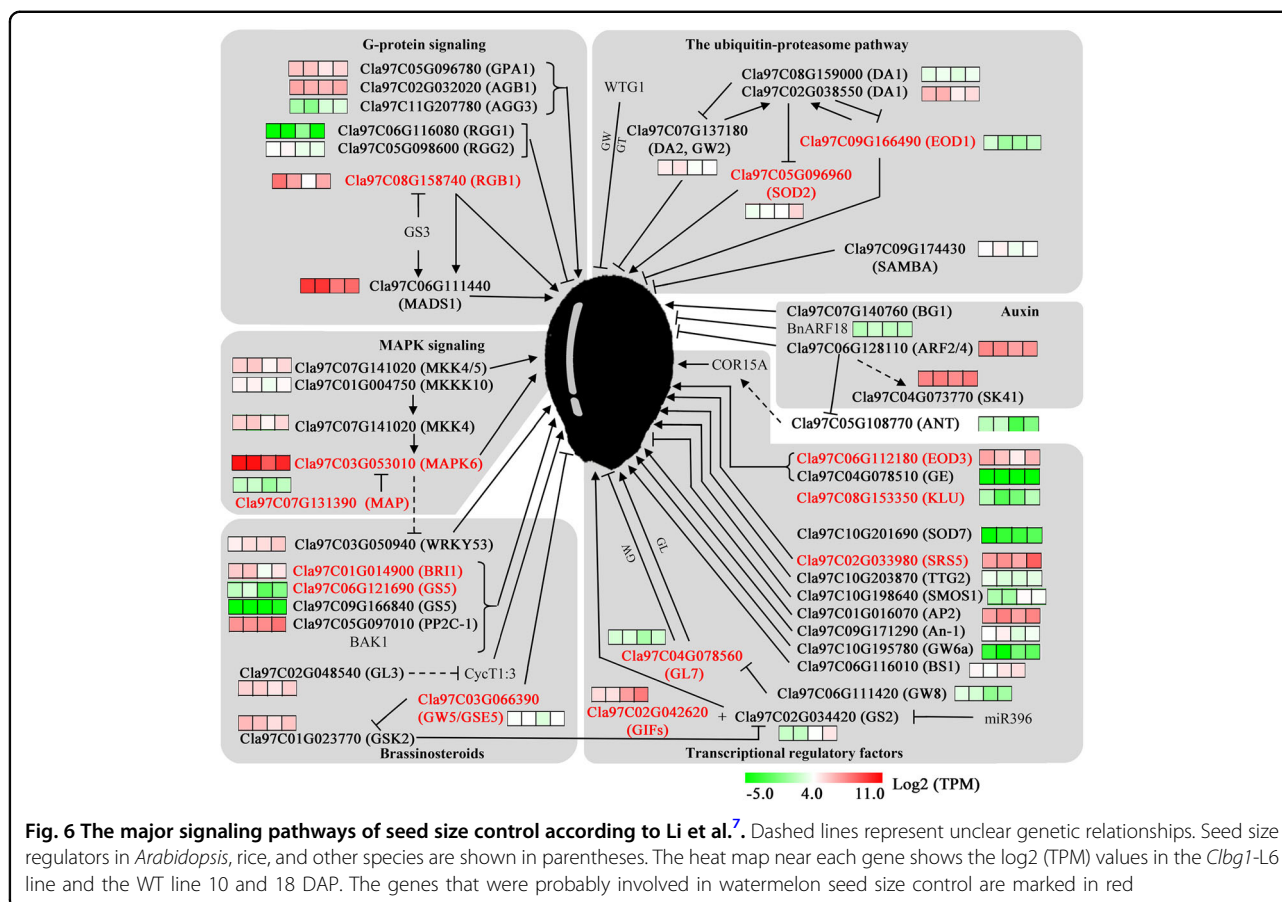 G-protein signaling
Cla97C05G096780 (GPA1)
Cla97C02G032020 (AGB1)
Cla97C11G207780 (AGG3)
Cla97C06G116080 (RGG1)
Cla97C05G098600 (RGG2)
Cla97C08G158740 (RGB1)
GS3
Cla97C06G111440
(MADS1)
The ubiquitin-proteasome pathway
WTG1
GW
GT
Cla97C08G159000 (DA1)
Cla97C02G038550 (DA1)
Cla97C07G137180
(DA2, GW2)
Cla97C09G166490 (EOD1)
Cla97C05G096960
(SOD2)
Cla97C09G174430
(SAMBA)
Cla97C07G140760 (BG1)
Auxin
BnARF18
Cla97C06G128110 (ARF2/4)
Cla97C04G073770 (SK41)
COR15A
Cla97C05G108770 (ANT)
MAPK signaling
Cla97C07G141020 (MKK4/5)
Cla97C01G004750 (MKKK10)
Cla97C07G141020 (MKK4)
Cla97C03G053010 (MAPK6)
Cla97C07G131390 (MAP)
Cla97C03G050940 (WRKY53)
Cla97C01G014900 (BRI1)
Cla97C06G121690 (GS5)
Cla97C09G166840 (GS5)
Cla97C05G097010 (PP2C-1)
BAK1
Cla97C02G048540 (GL3)
CycT1:3
Cla97C03G066390
(GW5/GSE5)
Cla97C01G023770 (GSK2)
Brassinosteroids
Cla97C06G112180 (EOD3)
Cla97C04G078510 (GE)
Cla97C08G153350 (KLU)
Cla97C10G201690 (SOD7)
Cla97C02G033980 (SRS5)
Cla97C10G203870 (TTG2)
Cla97C10G198640 (SMOS1)
Cla97C01G016070 (AP2)
Cla97C09G171290 (An-1)
Cla97C10G195780 (GW6a)
Cla97C06G116010 (BS1)
GW
GL
Cla97C04G078560
(GL7)
Cla97C06G111420 (GW8)
Cla97C02G042620
(GIFs)
+ Cla97C02G034420 (GS2)
miR396
Transcriptional regulatory factors
Log2 (TPM)
-5.0 4.0 11.0
Fig. 6 The major signaling pathways of seed size control according to Li et al.7. Dashed lines represent unclear genetic relationships. Seed size
regulators in Arabidopsis, rice, and other species are shown in parentheses. The heat map near each gene shows the log2 (TPM) values in the Clbg1-L6
line and the WT line 10 and 18 DAP. The genes that were probably involved in watermelon seed size control are marked in red